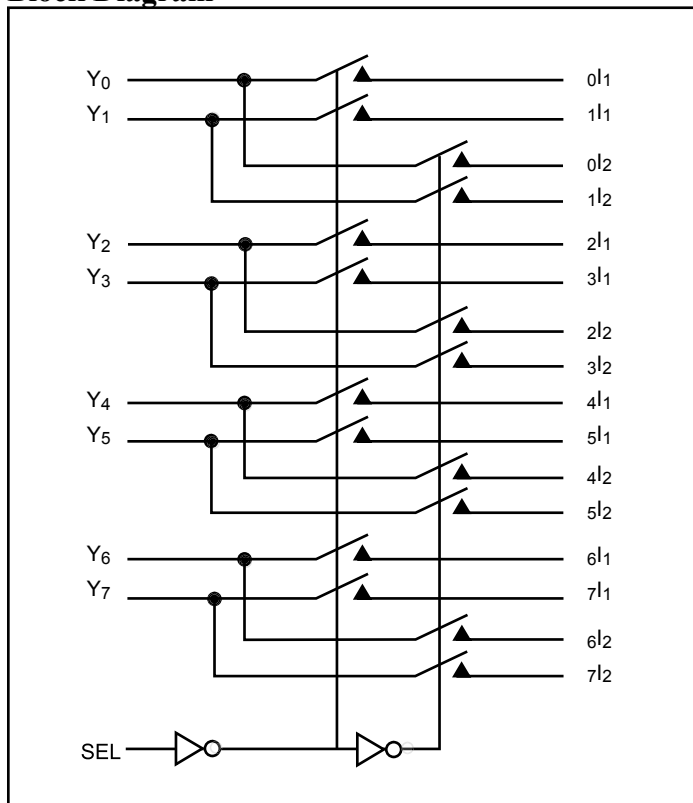 Block Diagram
Y0 0I1
Y1 1I1
0I2
1I2
Y2 2I1
Y3 3I1
2I2
3I2
Y4 4I1
Y5 5I1
4I2
5I2
Y6 6I1
Y7 7I1
6I2
7I2
SEL